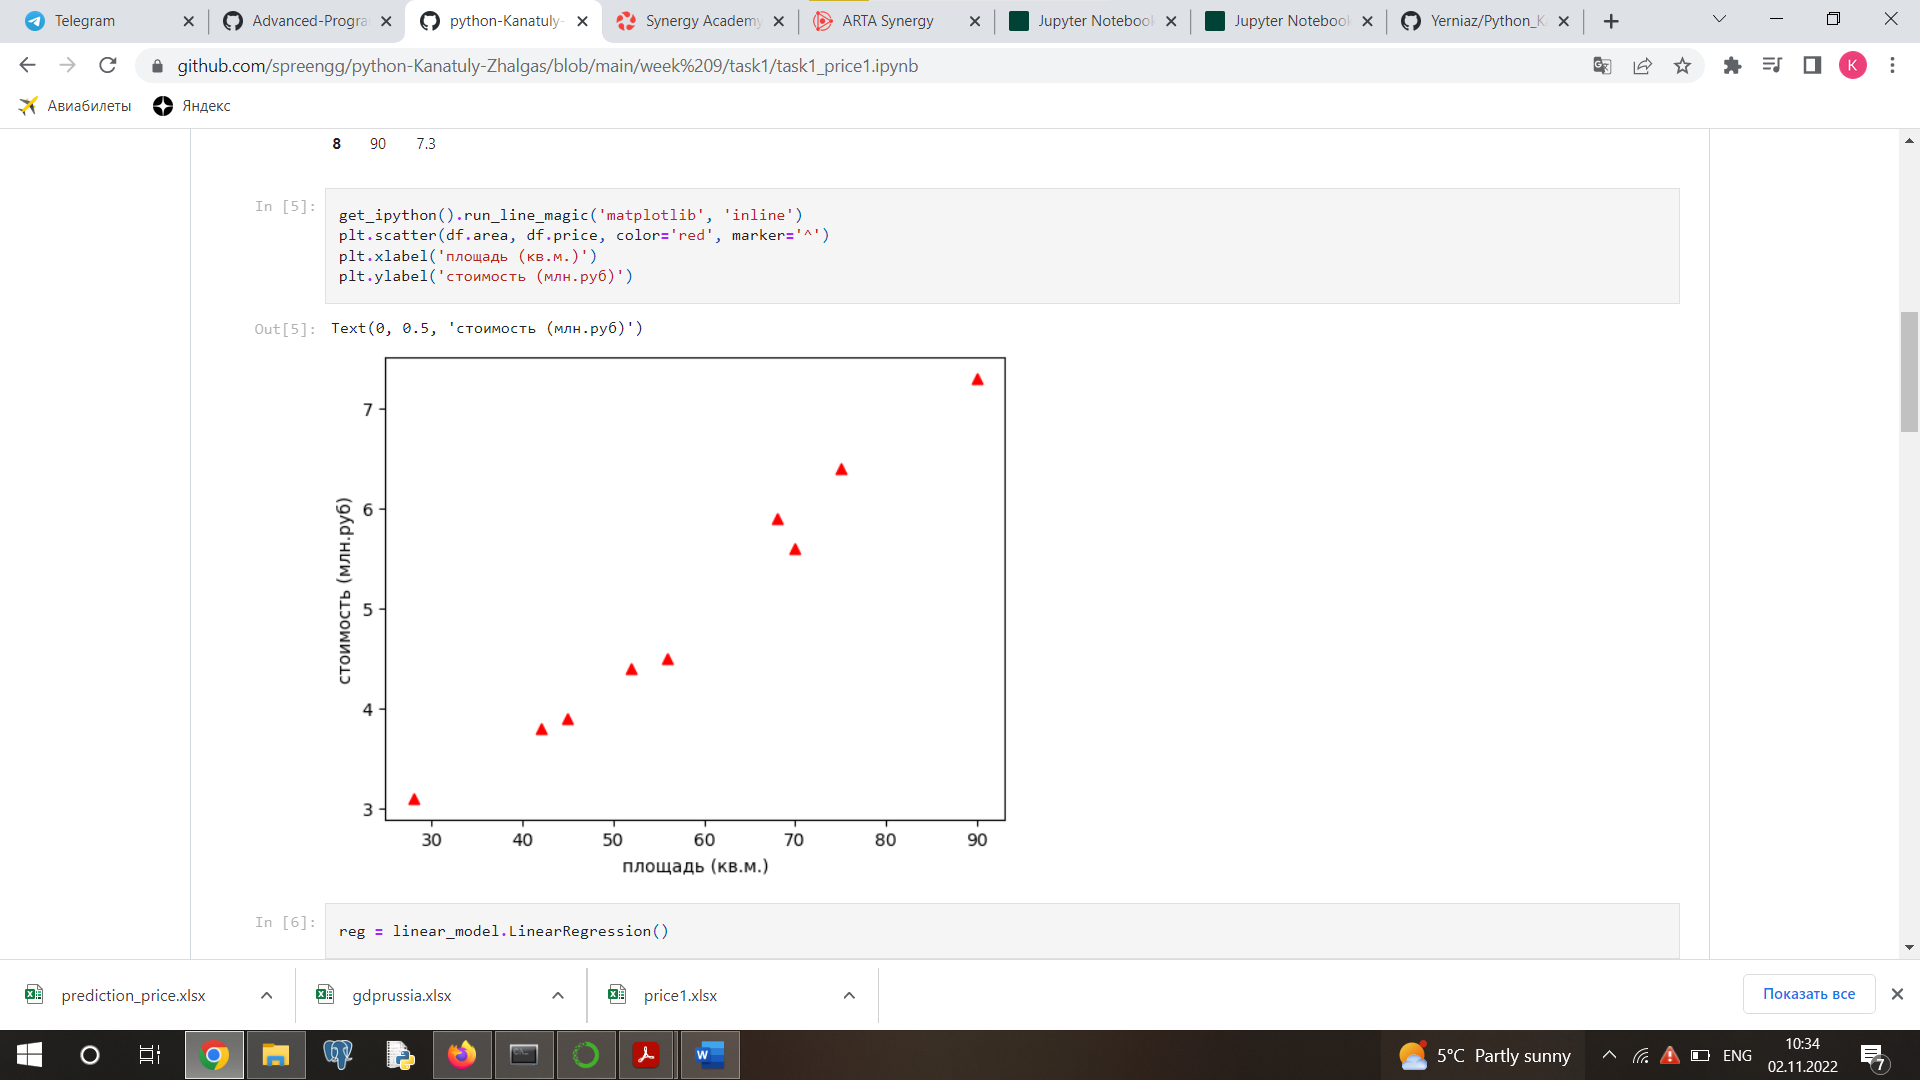 Telegram
Advanced-Progra
python-Kanatuly-
Synergy Academy
ARTA Synergy
Jupyter Notebook
Jupyter Notebook
Yerniaz/Python_K
github.com/spreengg/python-Kanatuly-Zhalgas/blob/main/week%209/task1/task1_price1.ipynb
K
Авиабилеты
Яндекс
8 90 7.3
In [5]:
get_ipython().run_line_magic('matplotlib', 'inline')
plt.scatter(df.area, df.price, color='red', marker='^')
plt.xlabel('площадь (кв.м.)')
plt.ylabel('стоимость (млн.руб)')
Out[5]: Text(0, 0.5, 'стоимость (млн.руб)')
7
6
5
4
3
стоимость (млн.руб)
30 40 50 60 70 80 90
площадь (кв.м.)
In [6]:
reg = linear_model.LinearRegression()
prediction_price.xlsx
gdprussia.xlsx
price1.xlsx
Показать все
5°C Partly sunny
ENG
10:34
02.11.2022
7